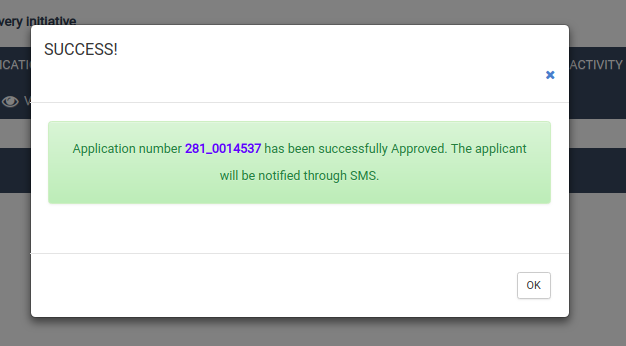 very initiative
SUCCESS!
ACTIVITY
Application number 281_0014537 has been successfully Approved. The applicant
will be notified through SMS.
OK